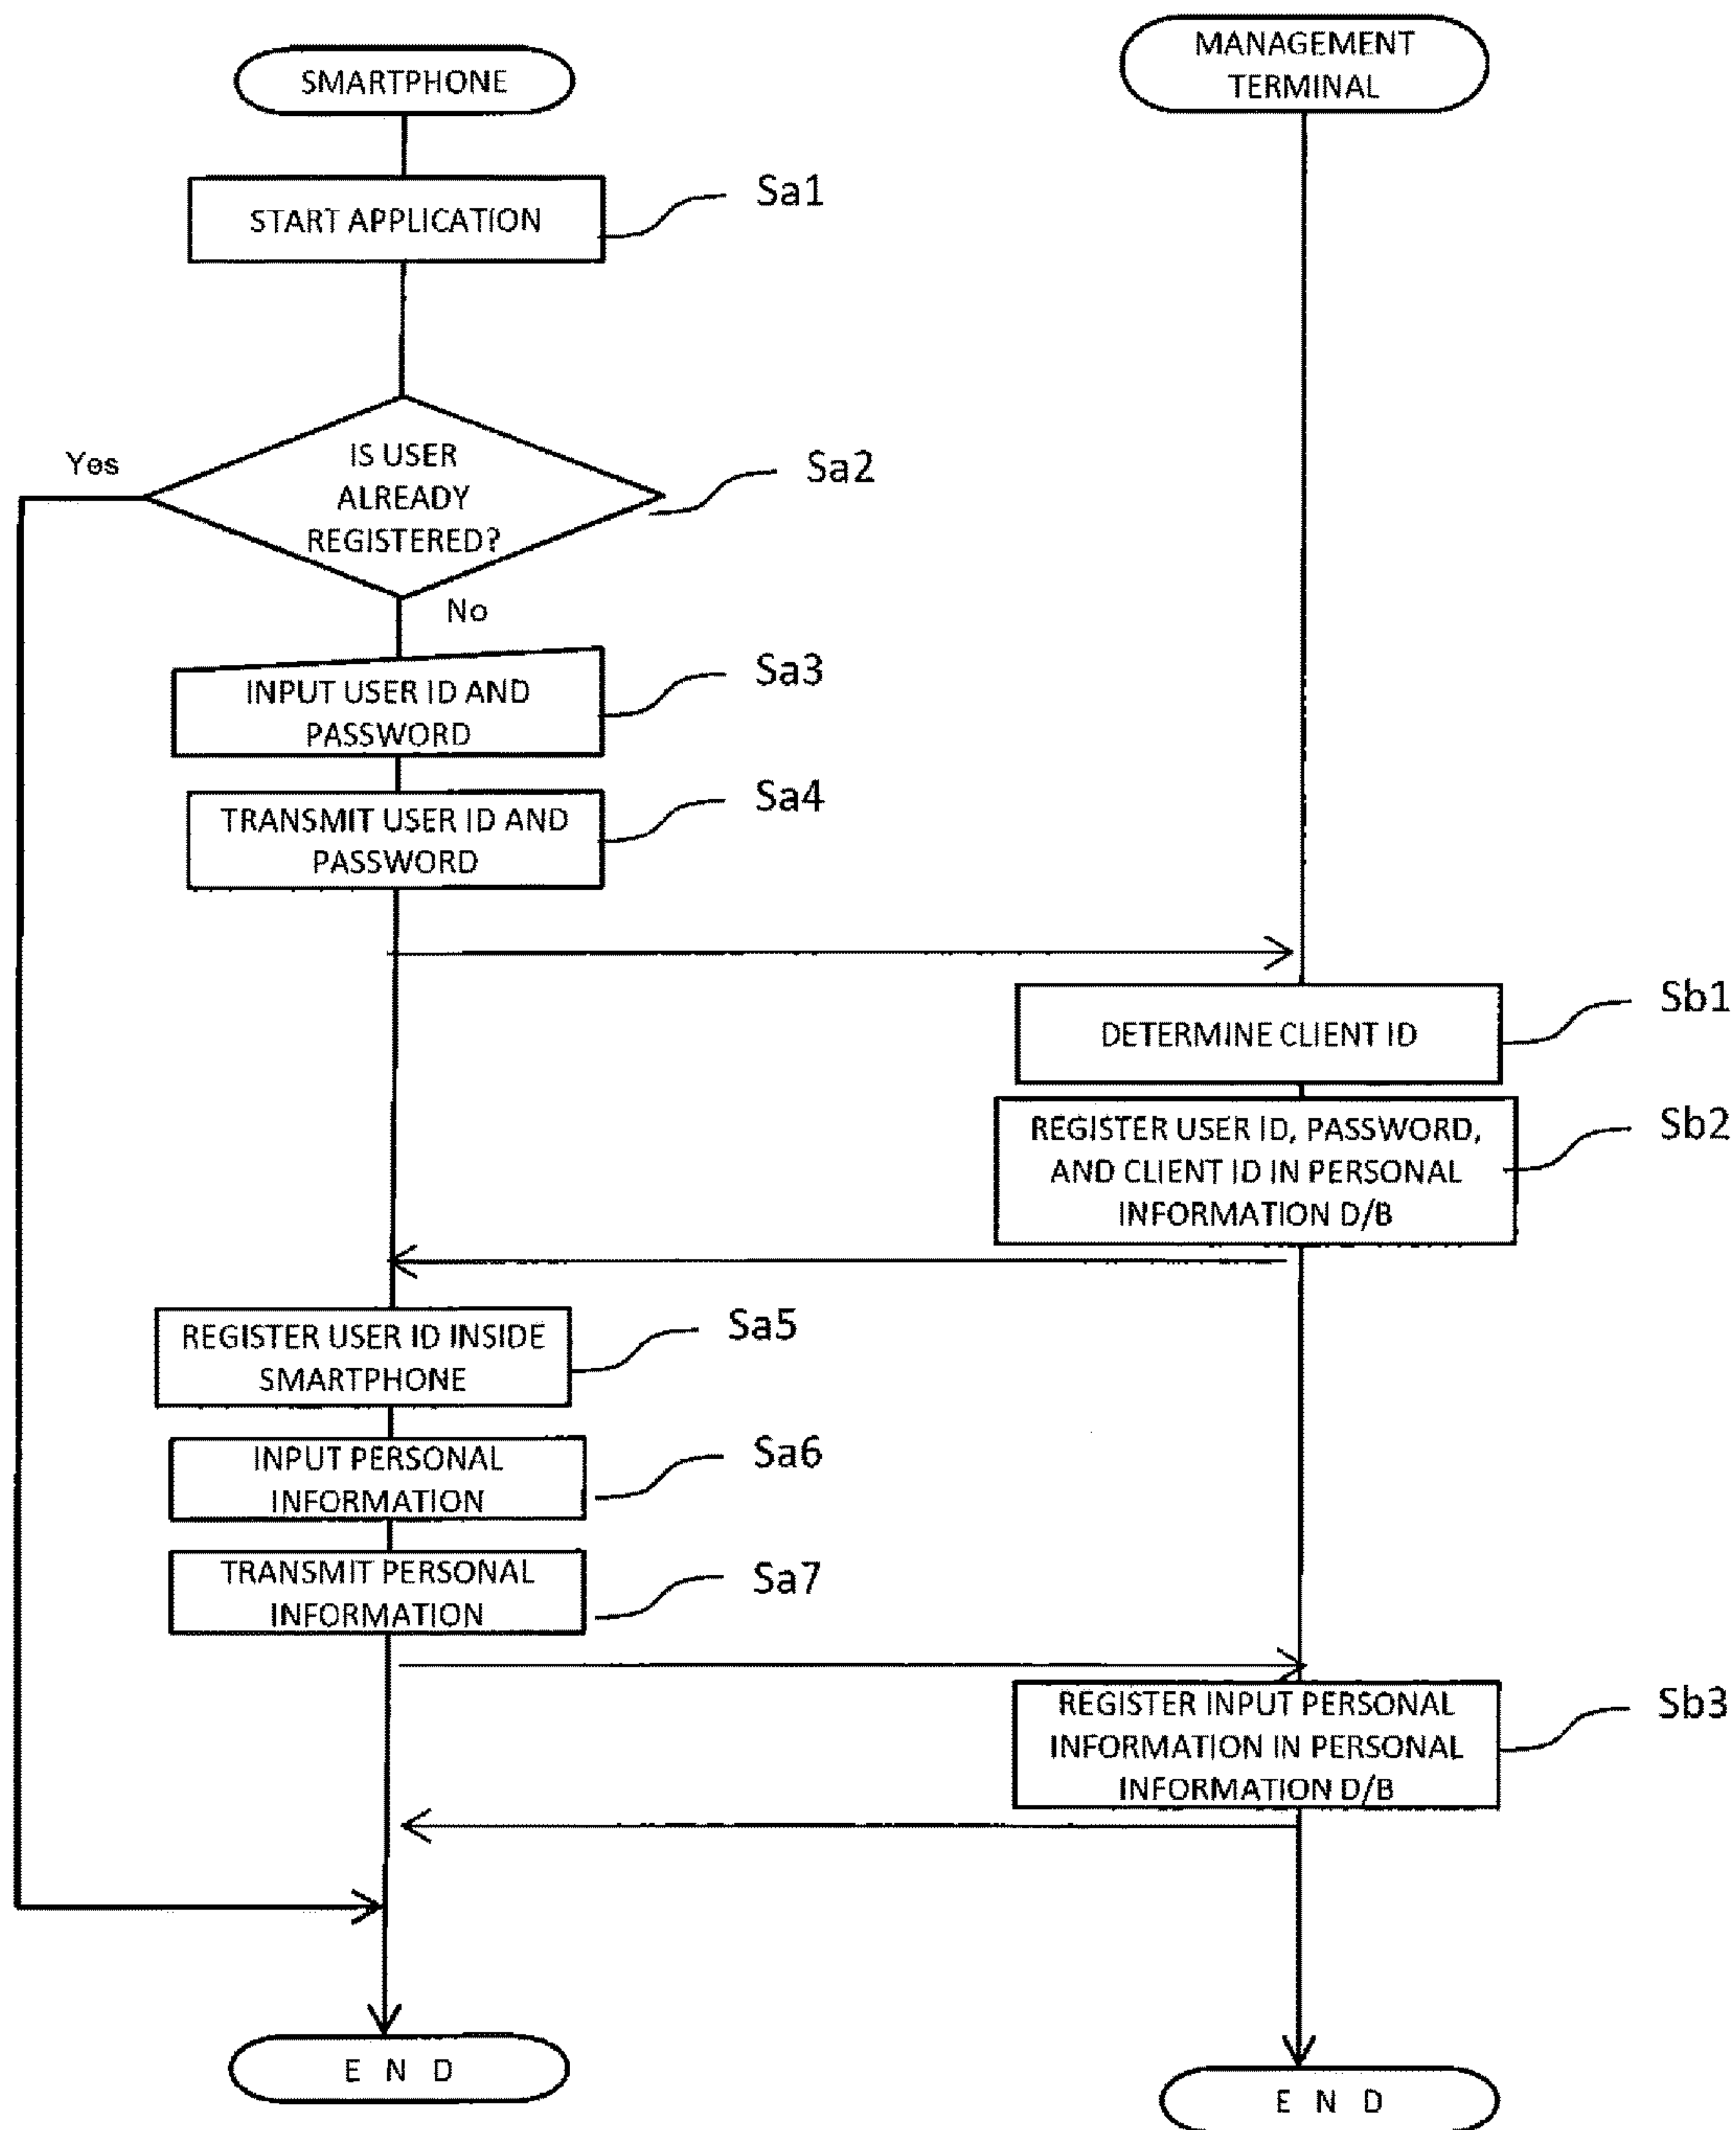 SMARTPHONE
MANAGEMENT
TERMINAL
START APPLICATION
Sa1
Yes
IS USER
ALREADY
REGISTERED?
Sa2
No
INPUT USER ID AND
PASSWORD
Sa3
TRANSMIT USER ID AND
PASSWORD
Sa4
DETERMINE CLIENT ID
Sb1
REGISTER USER ID, PASSWORD,
AND CLIENT ID IN PERSONAL
INFORMATION D/B
Sb2
REGISTER USER ID INSIDE
SMARTPHONE
Sa5
INPUT PERSONAL
INFORMATION
Sa6
TRANSMIT PERSONAL
INFORMATION
Sa7
REGISTER INPUT PERSONAL
INFORMATION IN PERSONAL
INFORMATION D/B
Sb3
E N D
E N D